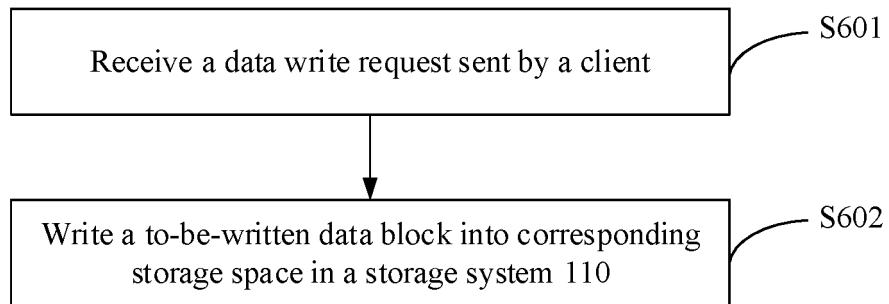 Receive a data write request sent by a client
S601
Write a to-be-written data block into corresponding
storage space in a storage system 110
S602